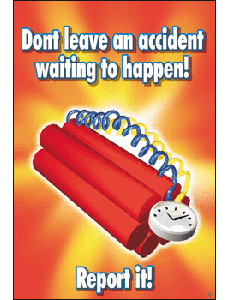 Dont leave an accident
waiting to happen!
Report it!